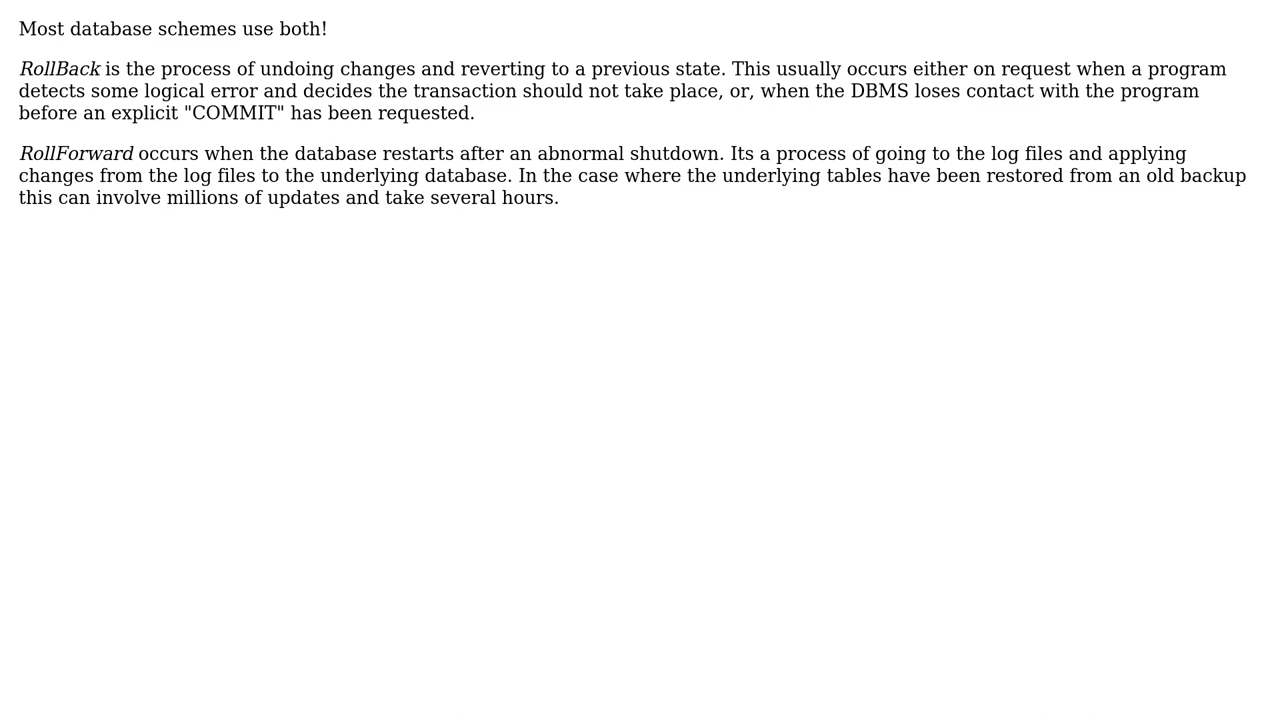 Most database schemes use both!
RollBack is the process of undoing changes and reverting to a previous state. This usually occurs either on request when a program
detects some logical error and decides the transaction should not take place, or, when the DBMS loses contact with the program
before an explicit "COMMIT" has been requested.
RollForward occurs when the database restarts after an abnormal shutdown. Its a process of going to the log files and applying
changes from the log files to the underlying database. In the case where the underlying tables have been restored from an old backup
this can involve millions of updates and take several hours.